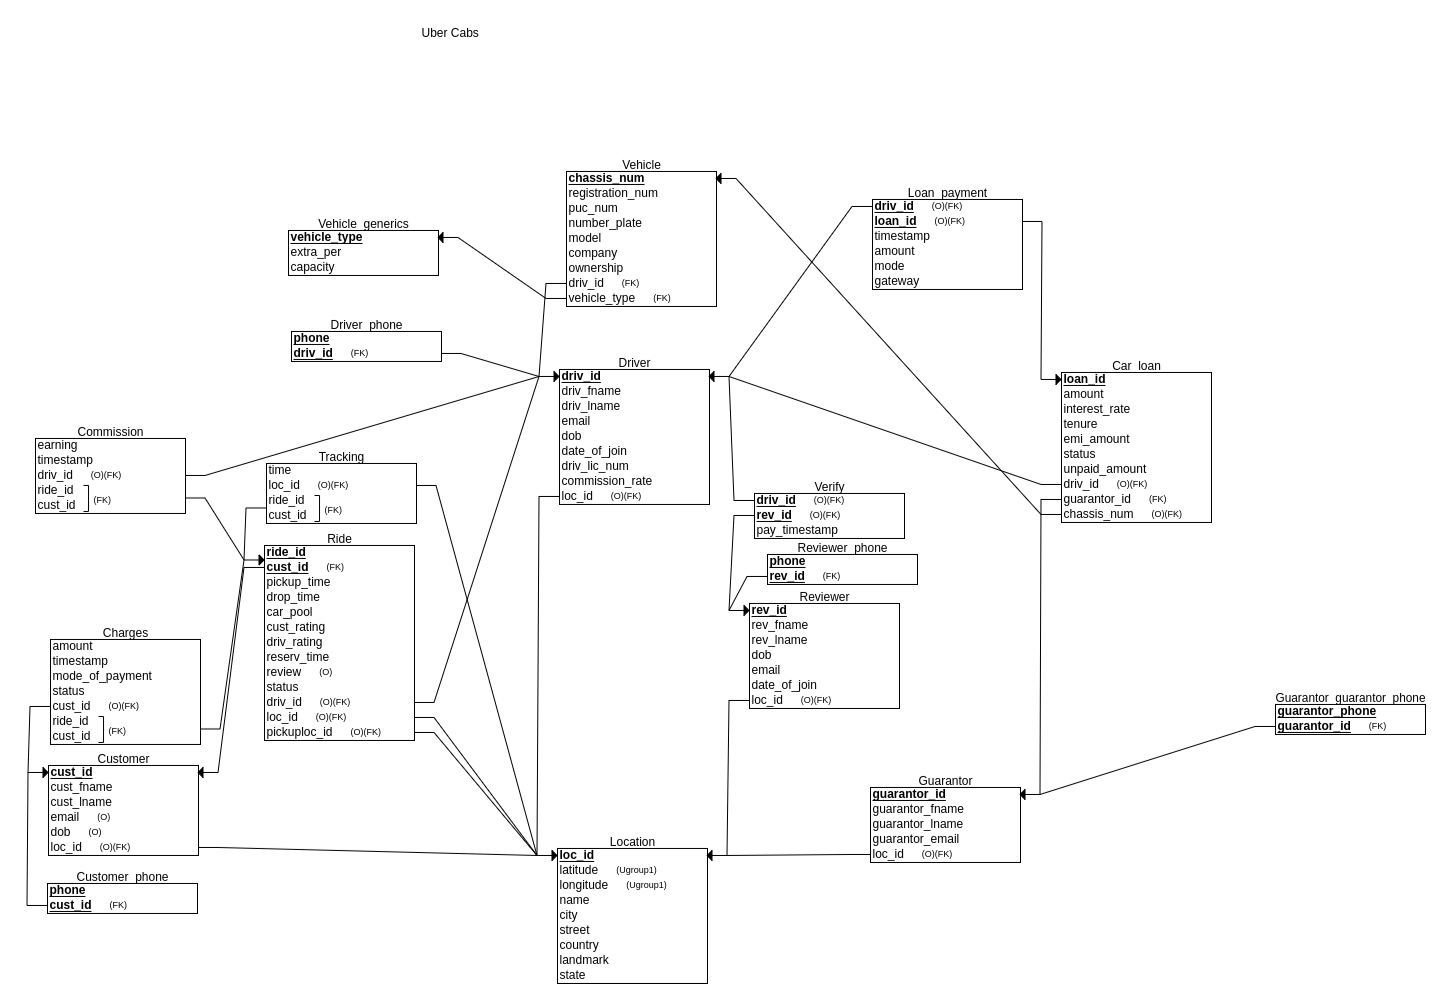 Uber Cabs
Vehicle
chassis_num
registration_num
puc_num
number_plate
model
company
ownership
driv_id (FK)
vehicle_type (FK)
Loan_payment
driv_id (O)(FK)
loan_id (O)(FK)
timestamp
amount
mode
gateway
Vehicle_generics
vehicle_type
extra_per
capacity
Driver_phone
phone
driv_id (FK)
Driver
driv_id
driv_fname
driv_lname
email
dob
date_of_join
driv_lic_num
commission_rate
loc_id (O)(FK)
Car_loan
loan_id
amount
interest_rate
tenure
emi_amount
status
unpaid_amount
driv_id (O)(FK)
guarantor_id (FK)
chassis_num (O)(FK)
Commission
earning
timestamp
driv_id (O)(FK)
ride_id
cust_id (FK)
Tracking
time
loc_id (O)(FK)
ride_id
cust_id (FK)
Verify
driv_id (O)(FK)
rev_id (O)(FK)
pay_timestamp
Reviewer_phone
phone
rev_id (FK)
Ride
ride_id
cust_id (FK)
pickup_time
drop_time
car_pool
cust_rating
driv_rating
reserv_time
review (O)
status
driv_id (O)(FK)
loc_id (O)(FK)
pickuploc_id (O)(FK)
Reviewer
rev_id
rev_fname
rev_lname
dob
email
date_of_join
loc_id (O)(FK)
Charges
amount
timestamp
mode_of_payment
status
cust_id (O)(FK)
ride_id
cust_id (FK)
Guarantor_guarantor_phone
guarantor_phone
guarantor_id (FK)
Customer
cust_id
cust_fname
cust_lname
email (O)
dob (O)
loc_id (O)(FK)
Guarantor
guarantor_id
guarantor_fname
guarantor_lname
guarantor_email
loc_id (O)(FK)
Location
loc_id
latitude (Ugroup1)
longitude (Ugroup1)
name
city
street
country
landmark
state
Customer_phone
phone
cust_id (FK)